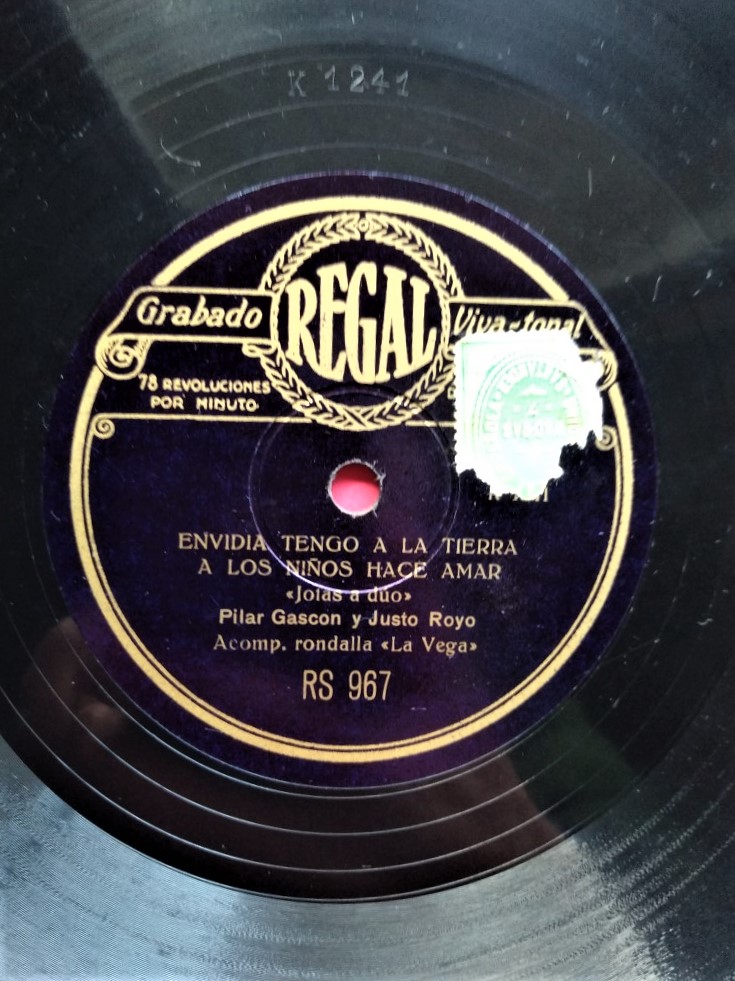 K 1241
REGAL
Grabado Viva-tonal
78 REVOLUCIONES
POR MINUTO.
ENVIDIA TENGO A LA TIERRA
A LOS NIÑOS HACE AMAR
«Jotas a dúo»
Pilar Gascon y Justo Royo
Acomp. rondalla «La Vega»
RS 967